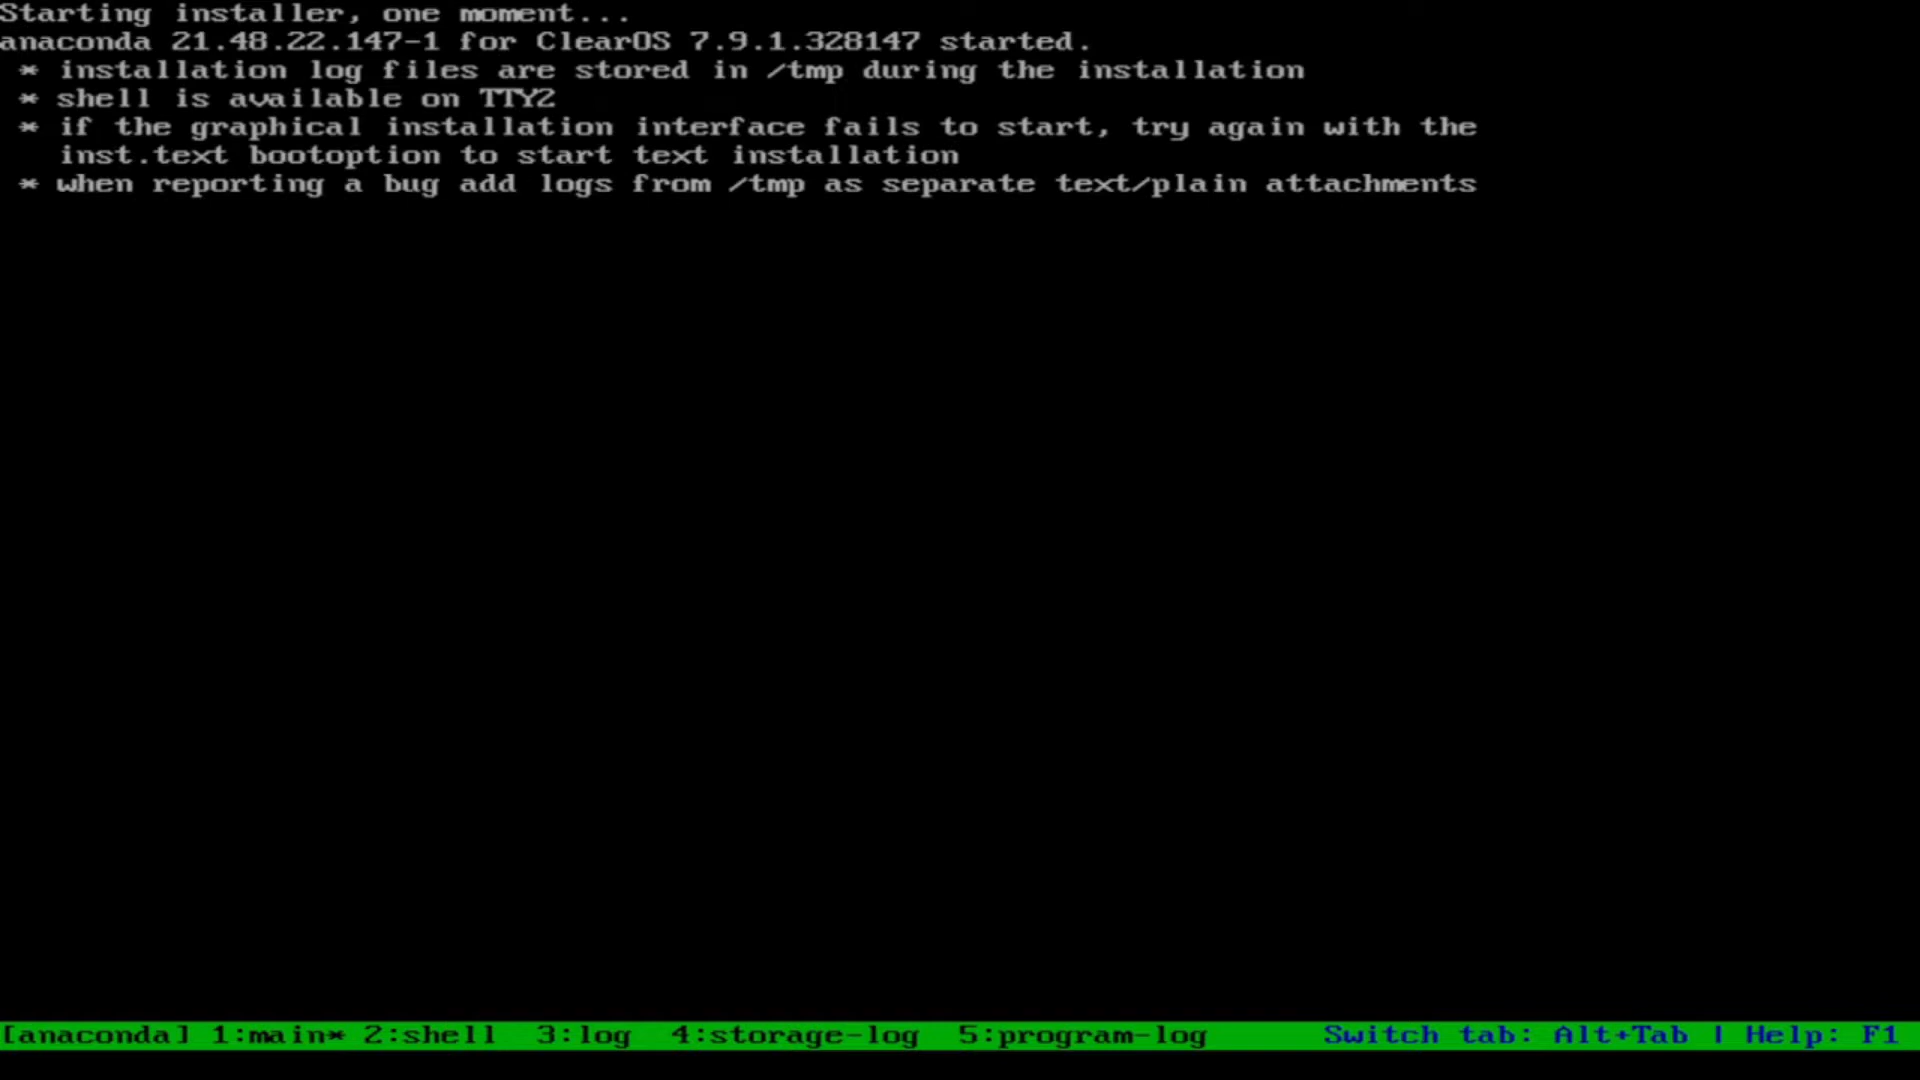 Starting installer, one moment...
anaconda 21.48.22.147-1 for ClearOS 7.9.1.328147 started.
* installation log files are stored in /tmp during the installation
* shell is available on TTY2
* if the graphical installation interface fails to start, try again with the
inst.text bootoption to start text installation
* when reporting a bug add logs from /tmp as separate text/plain attachments
[anaconda] 1:main* 2:shell  3:log  4:storage-log  5:program-log      Switch tab: Alt+Tab | Help: F1